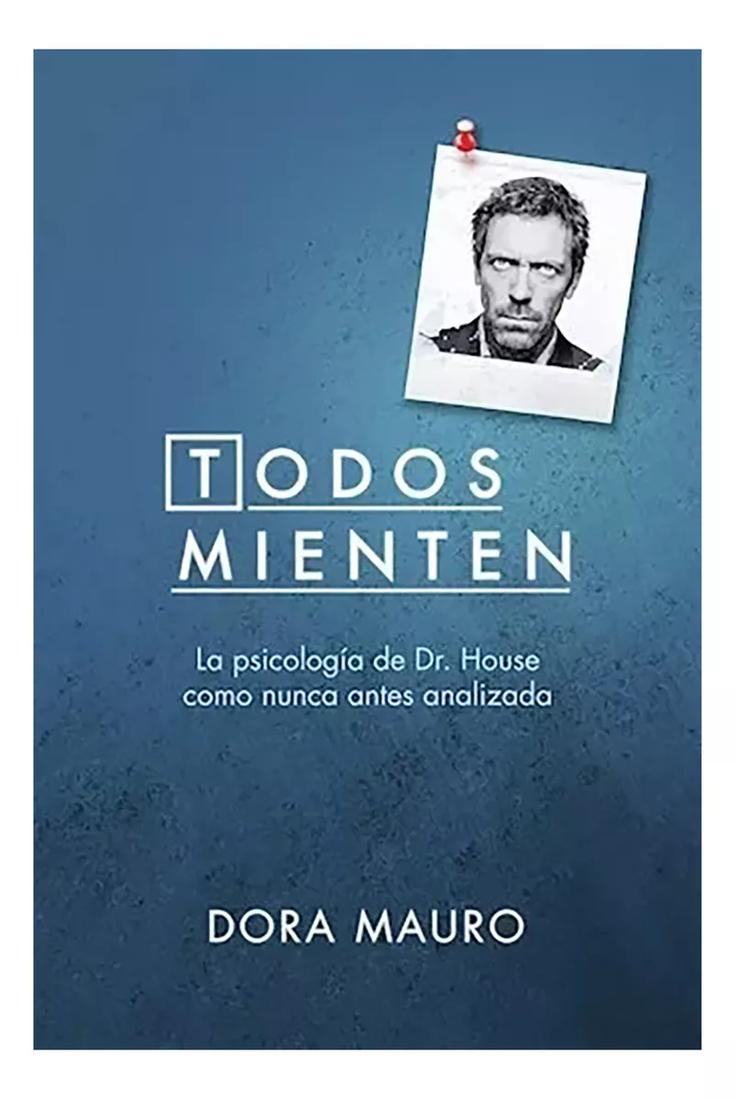 TODOS
MIENTEN
La psicología de Dr. House
como nunca antes analizada
DORA MAURO